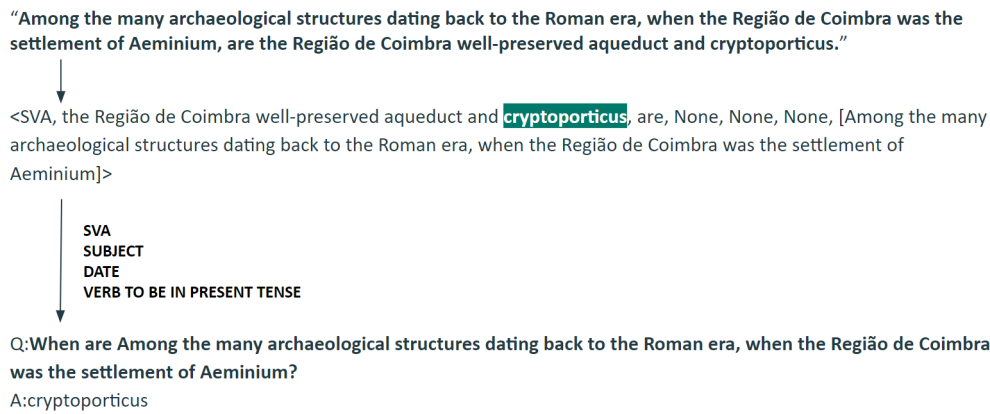 “Among the many archaeological structures dating back to the Roman era, when the Região de Coimbra was the
settlement of Aeminium, are the Região de Coimbra well-preserved aqueduct and cryptoporticus.”
<SVA, the Região de Coimbra well-preserved aqueduct and cryptoporticus, are, None, None, None, [Among the many
archaeological structures dating back to the Roman era, when the Região de Coimbra was the settlement of
Aeminium]>
SVA
SUBJECT
DATE
VERB TO BE IN PRESENT TENSE
Q:When are Among the many archaeological structures dating back to the Roman era, when the Região de Coimbra
was the settlement of Aeminium?
A:cryptoporticus